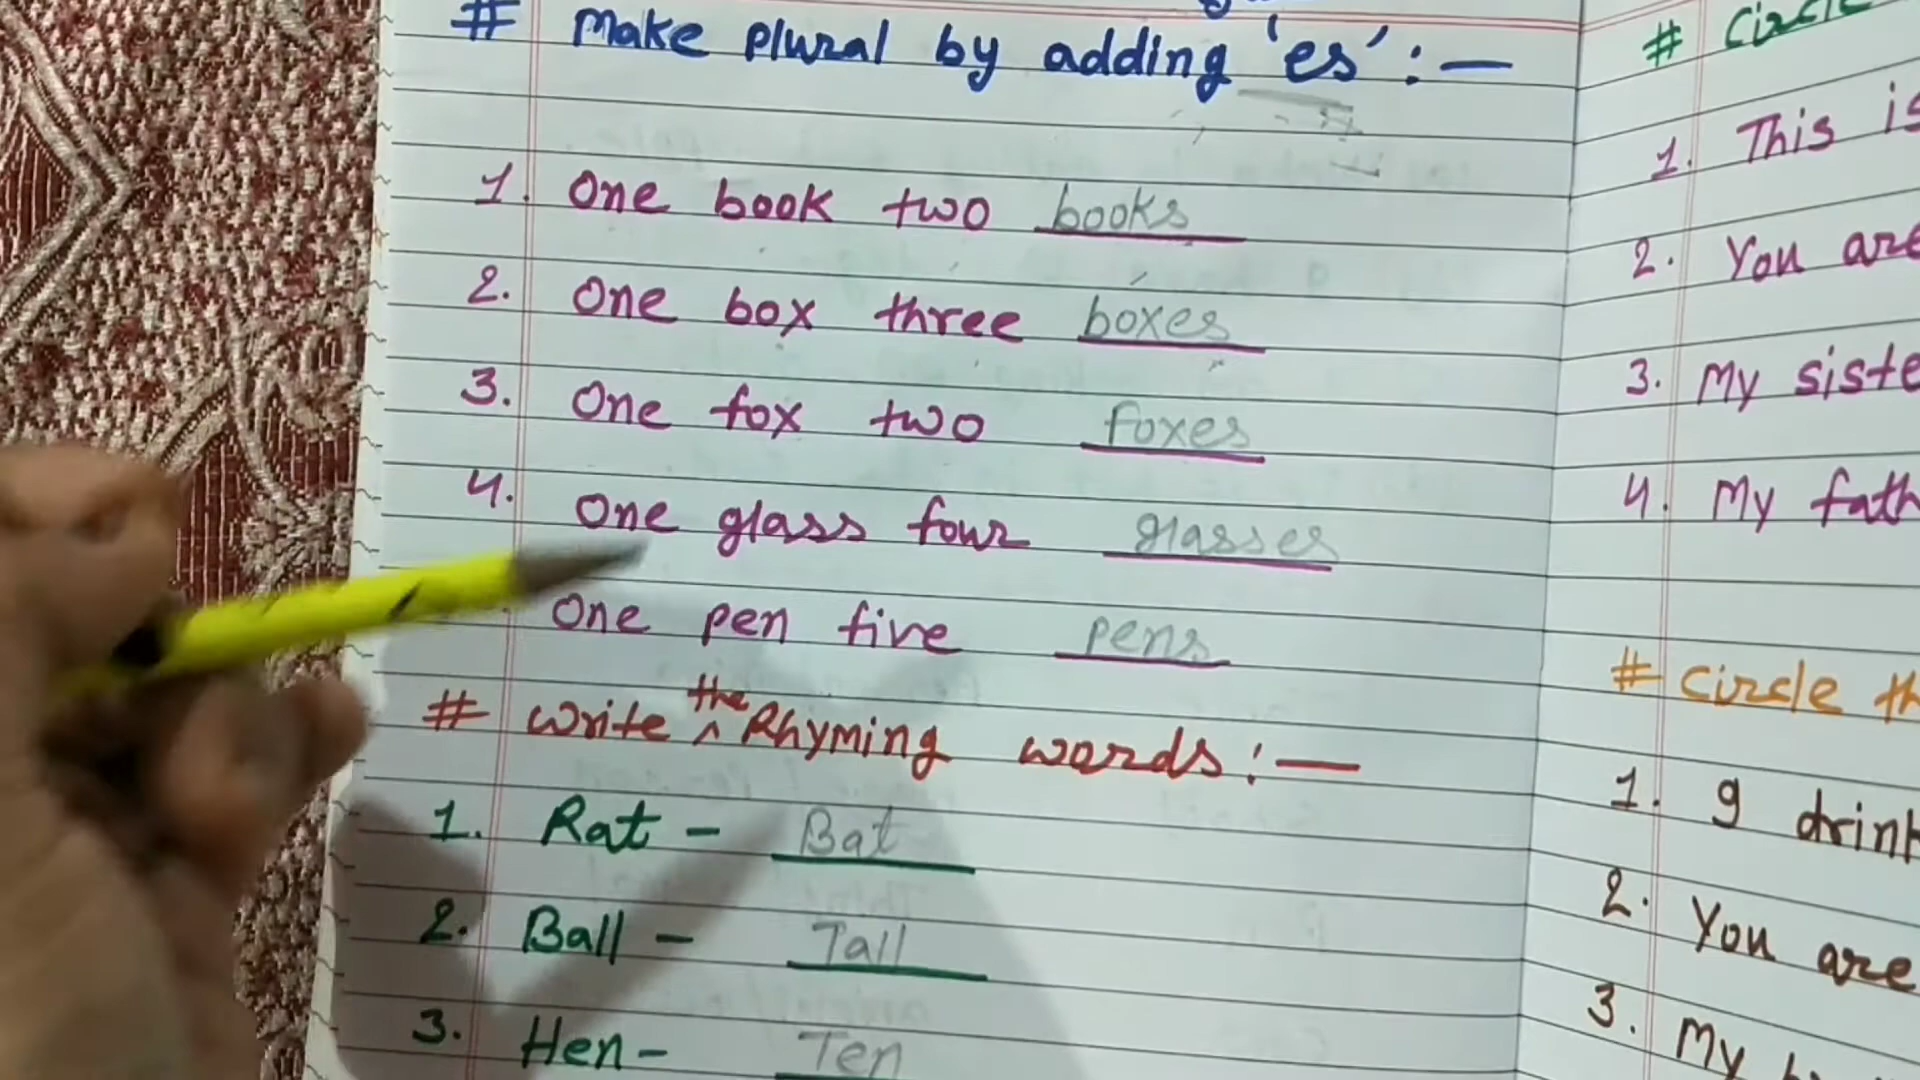 # Make plural by adding 'es' : —
1. One book two books
2. One box three boxes
3. One fox two foxes
4. One glass four glasses
One pen five pens
# write the Rhyming words : —
1. Rat - Bat
2. Ball - Tall
3. Hen - Ten
# Circle
1. This is
2. You are
3. My siste
4. My fath
# Circle th
1. I drink
2. You are
3. My